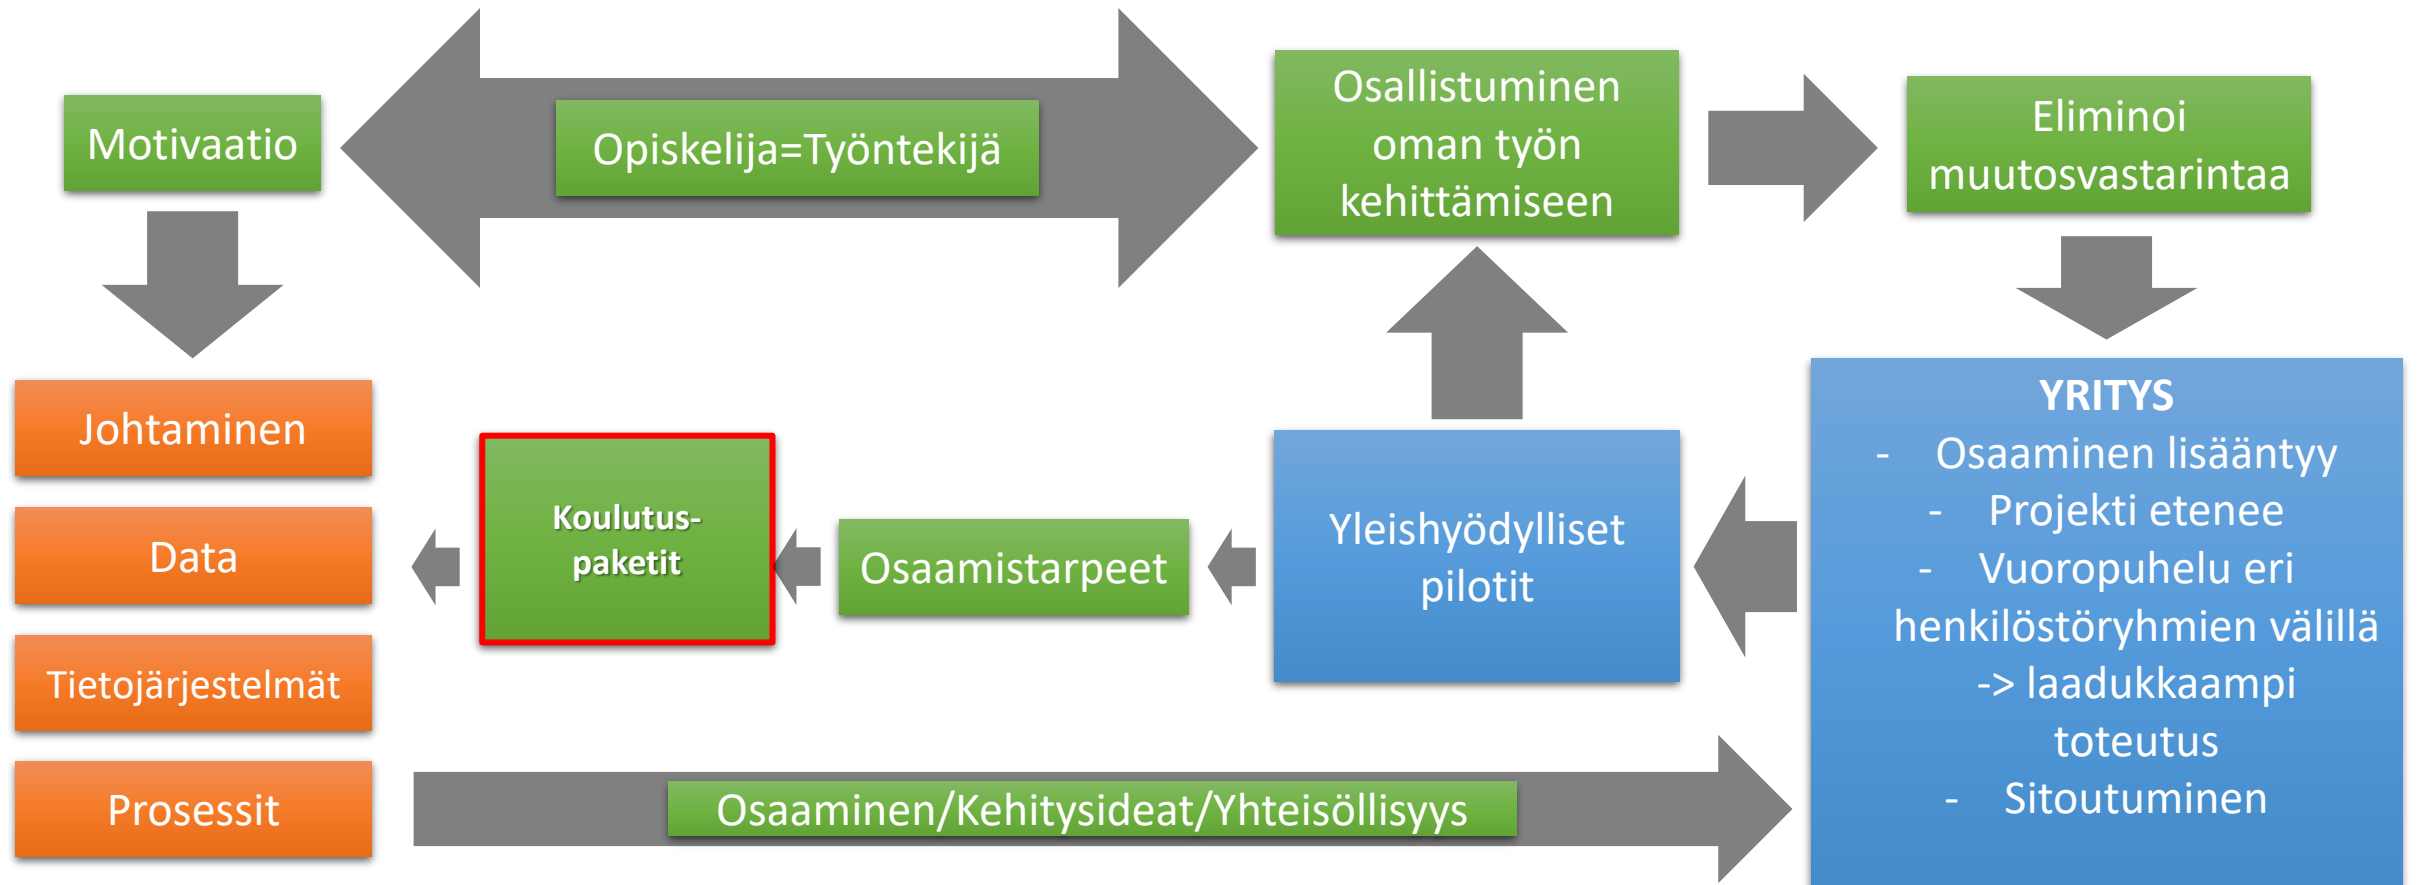 Motivaatio
Opiskelija=Työntekijä
Osallistuminen
oman työn
kehittämiseen
Eliminoi
muutosvastarintaa
Johtaminen
Data
Tietojärjestelmät
Prosessit
Koulutus-
paketit
Osaamistarpeet
Yleishyödylliset
pilotit
YRITYS
- Osaaminen lisääntyy
- Projekti etenee
- Vuoropuhelu eri
henkilöstöryhmien välillä
-> laadukkaampi
toteutus
- Sitoutuminen
Osaaminen/Kehitysideat/Yhteisöllisyys